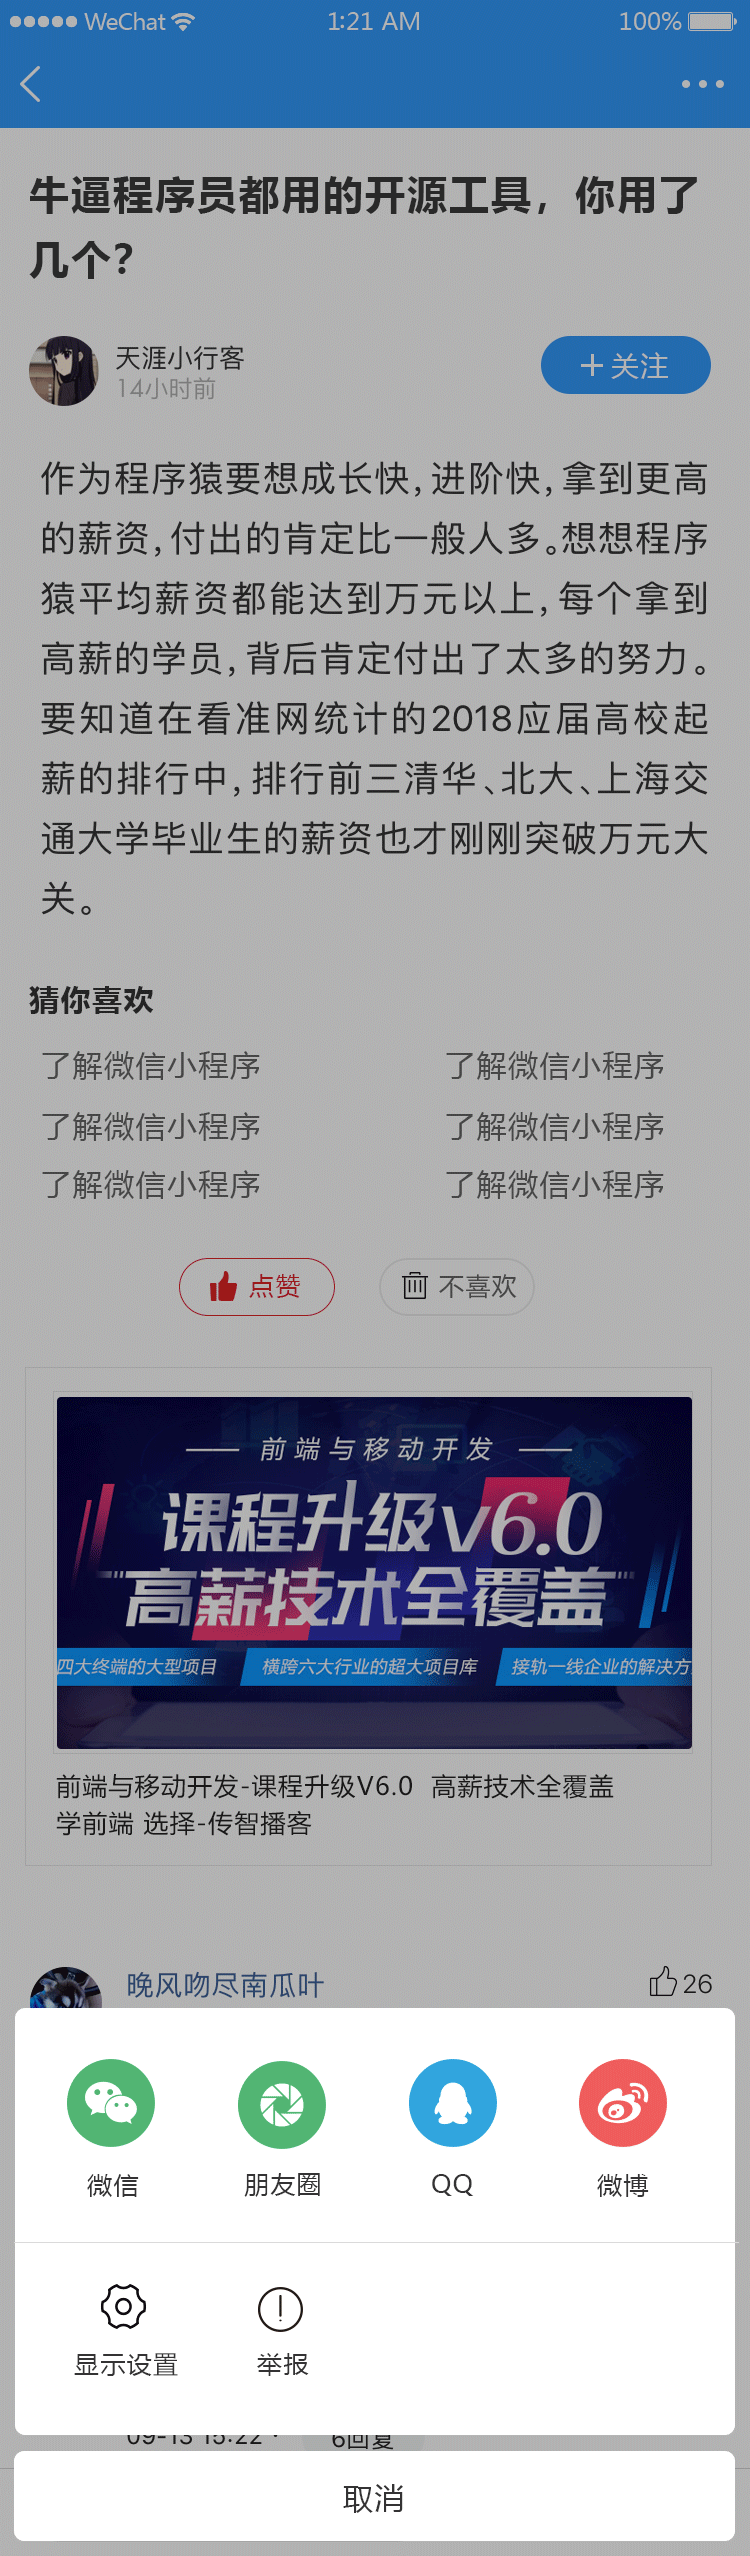 WeChat 1:21 AM 100%
牛逼程序员都用的开源工具，你用了
几个？
天涯小行客
14小时前
关注
作为程序猿要想成长快，进阶快，拿到更高
的薪资，付出的肯定比一般人多。想想程序
猿平均薪资都能达到万元以上，每个拿到
高薪的学员，背后肯定付出了太多的努力。
要知道在看准网统计的2018应届高校起
薪的排行中，排行前三清华、北大、上海交
通大学毕业生的薪资也才刚刚突破万元大
关。
猜你喜欢
了解微信小程序 了解微信小程序
了解微信小程序 了解微信小程序
了解微信小程序 了解微信小程序
点赞 不喜欢
前端与移动开发
课程升级v6.0
高薪技术全覆盖
四大终端的大型项目 横跨六大行业的超大项目库 接轨一线企业的解决方
前端与移动开发-课程升级V6.0 高薪技术全覆盖
学前端 选择-传智播客
晚风吻尽南瓜叶 26
微信 朋友圈 QQ 微博
显示设置 举报
09-13 15:22 · 6回复
取消